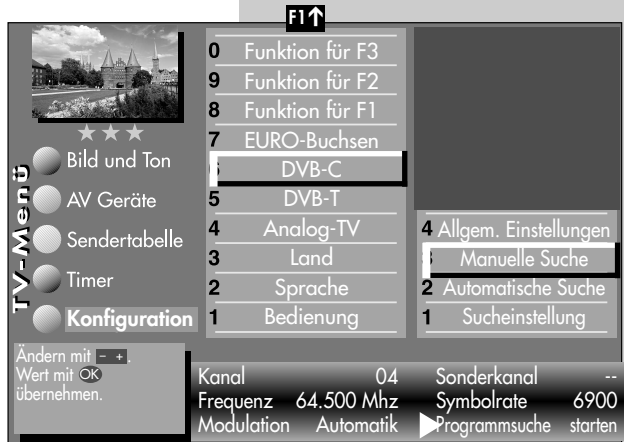 F1↑
0 Funktion für F3
9 Funktion für F2
8 Funktion für F1
7 EURO-Buchsen
6 DVB-C
5 DVB-T
4 Analog-TV
3 Land
2 Sprache
1 Bedienung
TV-Menü
Bild und Ton
AV Geräte
Sendertabelle
Timer
Konfiguration
4 Allgem. Einstellungen
3 Manuelle Suche
2 Automatische Suche
1 Sucheinstellung
Ändern mit - + .
Wert mit OK
übernehmen.
Kanal 04 Sonderkanal --
Frequenz 64.500 Mhz Symbolrate 6900
Modulation Automatik Programmsuche starten